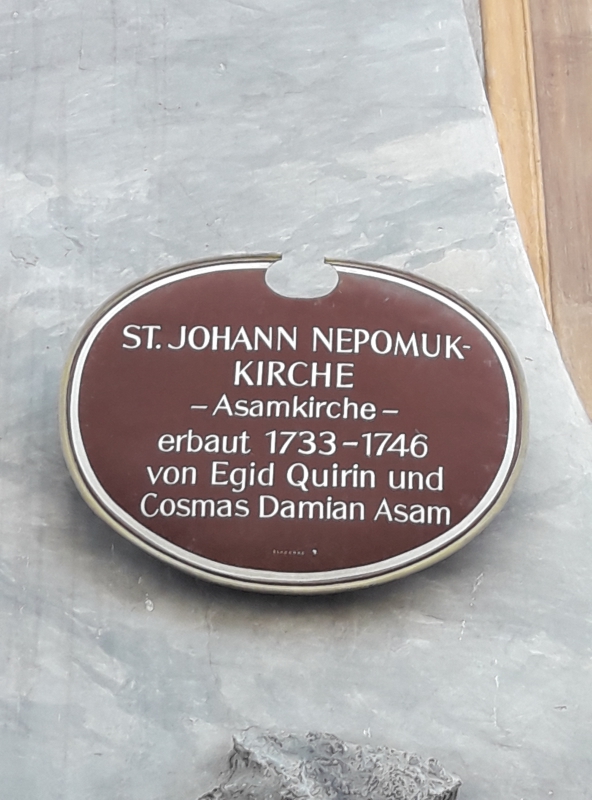 ST. JOHANN NEPOMUK-
KIRCHE
–Asamkirche–
erbaut 1733–1746
von Egid Quirin und
Cosmas Damian Asam